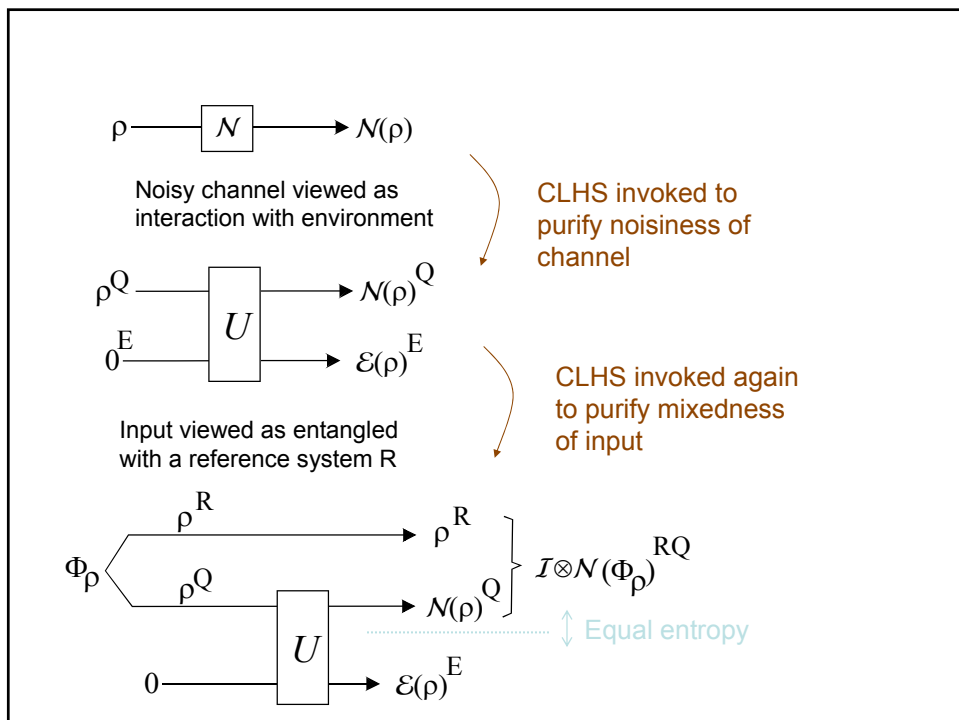 ρ N N(ρ)
Noisy channel viewed as
interaction with environment
CLHS invoked to
purify noisiness of
channel
ρ^Q U N(ρ)^Q
0^E ℰ(ρ)^E
CLHS invoked again
to purify mixedness
of input
Input viewed as entangled
with a reference system R
ρ^R ρ^R
Φ_ρ I⊗N(Φ_ρ)^RQ
ρ^Q N(ρ)^Q
Equal entropy
U
0 ℰ(ρ)^E